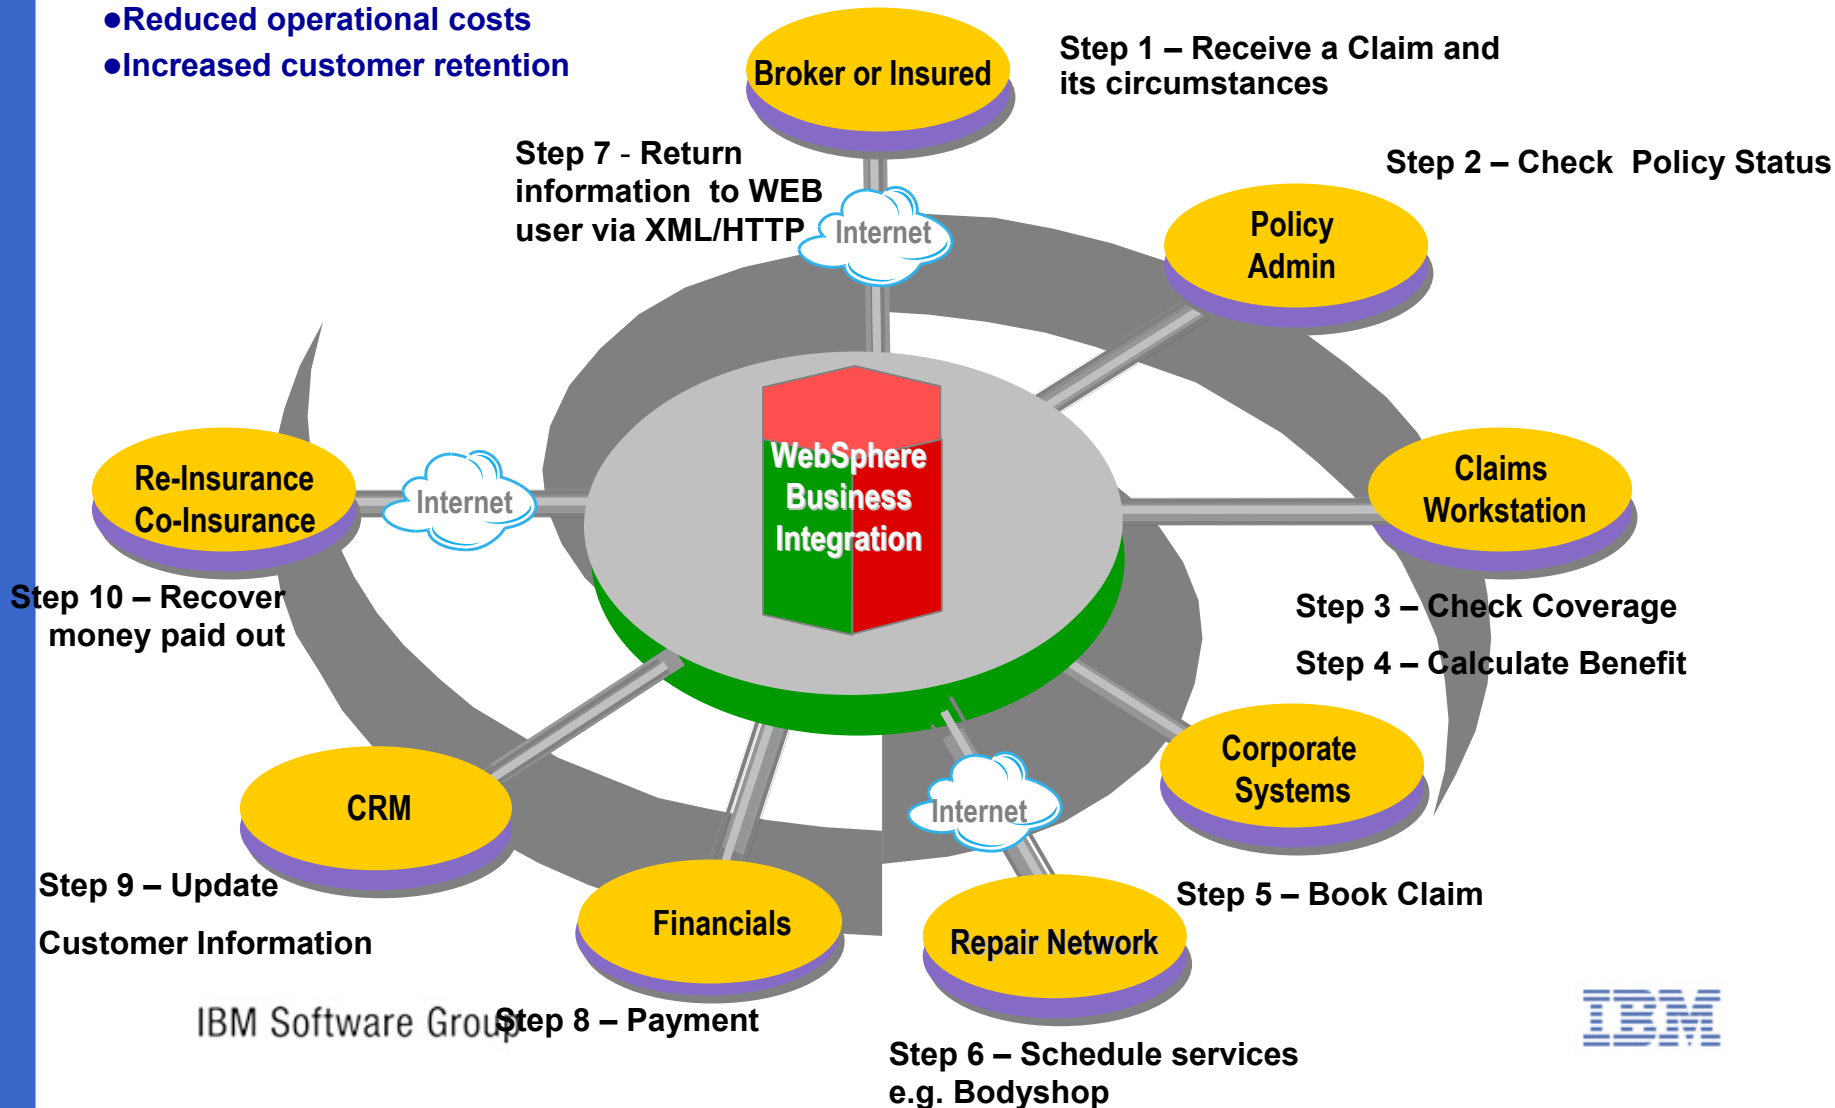 ●Reduced operational costs
●Increased customer retention
Broker or Insured
Step 1 – Receive a Claim and
its circumstances
Step 7 - Return
information to WEB
user via XML/HTTP
Internet
Step 2 – Check Policy Status
Policy
Admin
WebSphere
Business
Integration
Re-Insurance
Co-Insurance
Internet
Claims
Workstation
Step 10 – Recover
money paid out
Step 3 – Check Coverage
Step 4 – Calculate Benefit
Corporate
Systems
CRM
Internet
Step 9 – Update
Customer Information
Financials
Repair Network
Step 5 – Book Claim
IBM Software Group
Step 8 – Payment
IBM
Step 6 – Schedule services
e.g. Bodyshop